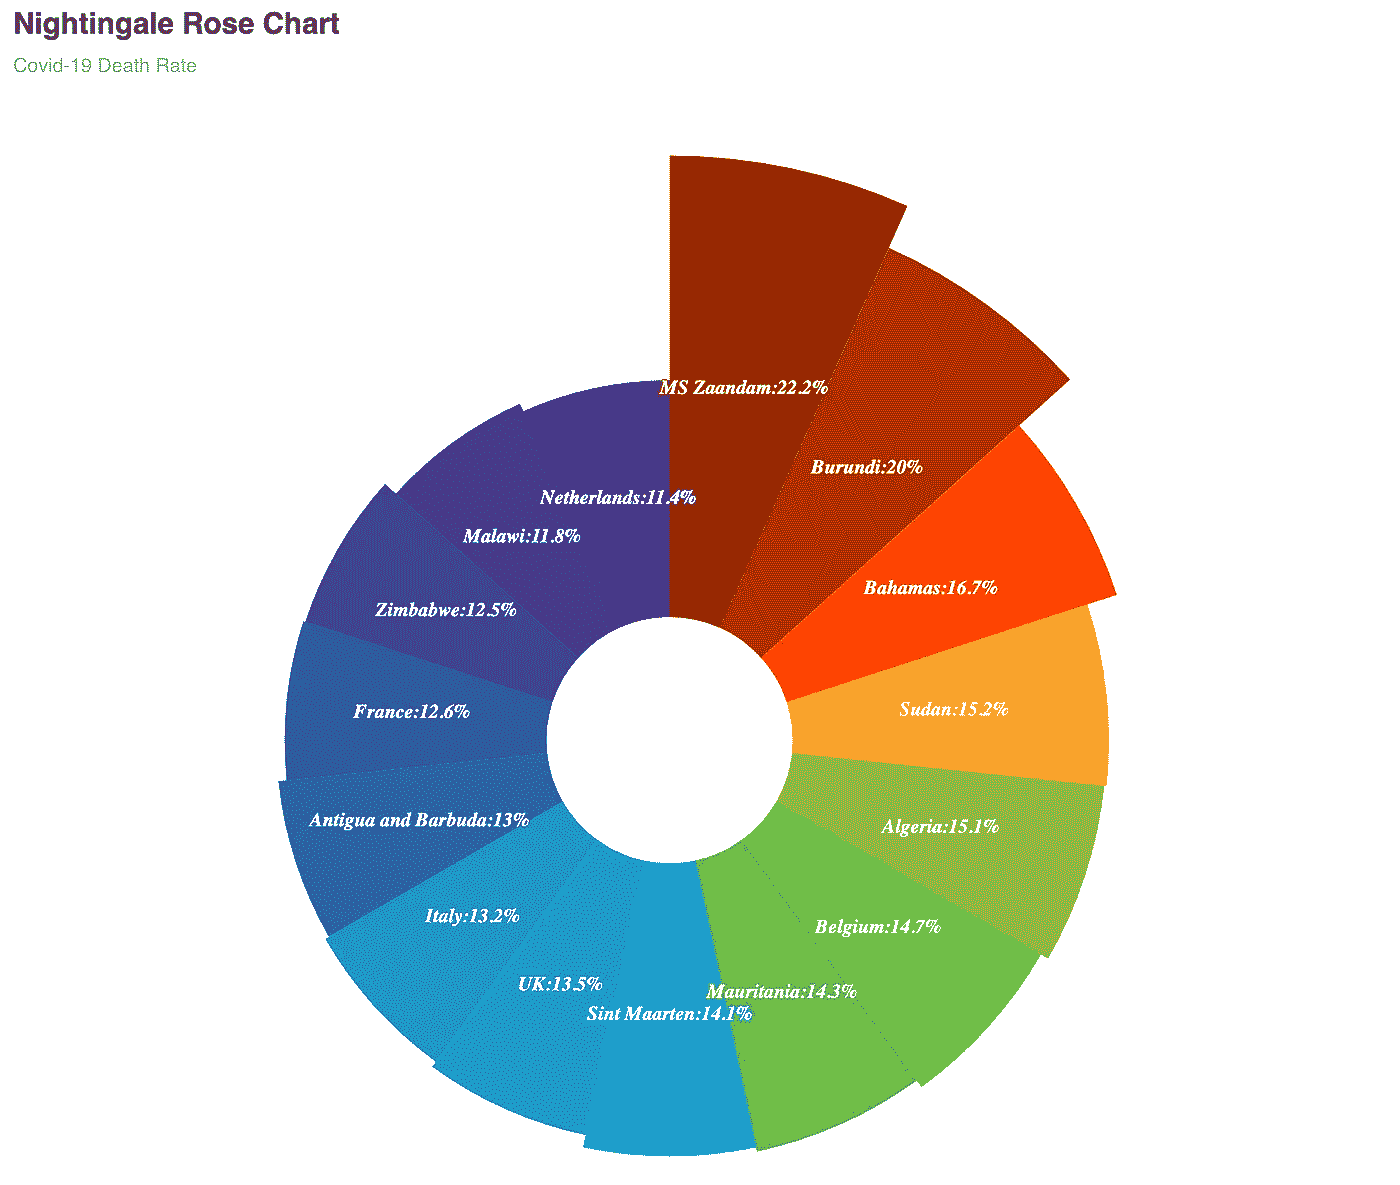 Nightingale Rose Chart
Covid-19 Death Rate
MS Zaandam:22.2%
Burundi:20%
Bahamas:16.7%
Sudan:15.2%
Algeria:15.1%
Belgium:14.7%
Mauritania:14.3%
Sint Maarten:14.1%
UK:13.5%
Italy:13.2%
Antigua and Barbuda:13%
France:12.6%
Zimbabwe:12.5%
Malawi:11.8%
Netherlands:11.4%